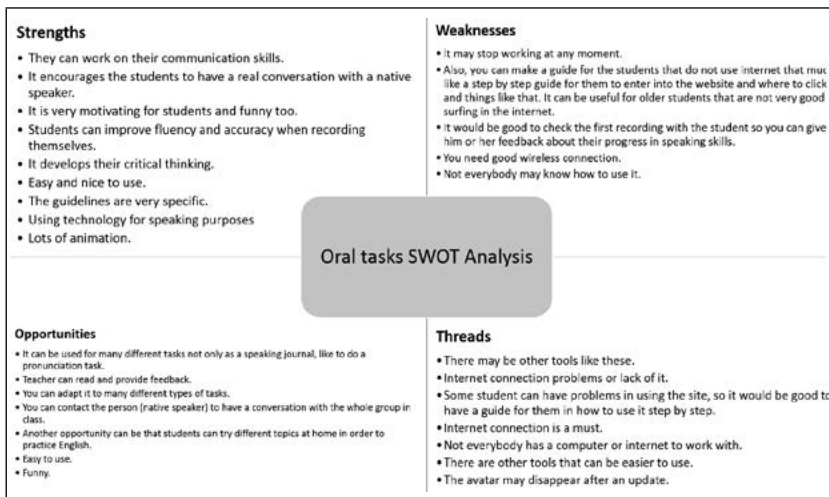 Strengths
• They can work on their communication skills.
• It encourages the students to have a real conversation with a native
speaker.
• It is very motivating for students and funny too.
• Students can improve fluency and accuracy when recording
themselves.
• It develops their critical thinking.
• Easy and nice to use.
• The guidelines are very specific.
• Using technology for speaking purposes
• Lots of animation.
Weaknesses
• It may stop working at any moment.
• Also, you can make a guide for the students that do not use internet that muc
like a step by step guide for them to enter into the website and where to click
and things like that. It can be useful for older students that are not very good
surfing in the internet.
• It would be good to check the first recording with the student so you can give
him or her feedback about their progress in speaking skills.
• You need good wireless connection.
• Not everybody may know how to use it.
Oral tasks SWOT Analysis
Opportunities
• It can be used for many different tasks not only as a speaking journal, like to do a
pronunciation task.
• Teacher can read and provide feedback.
• You can adapt it to many different types of tasks.
• You can contact the person (native speaker) to have a conversation with the whole group in
class.
• Another opportunity can be that students can try different topics at home in order to
practice English.
• Easy to use.
• Funny.
Threads
• There may be other tools like these.
• Internet connection problems or lack of it.
• Some student can have problems in using the site, so it would be good to
have a guide for them in how to use it step by step.
• Internet connection is a must.
• Not everybody has a computer or internet to work with.
• There are other tools that can be easier to use.
• The avatar may disappear after an update.